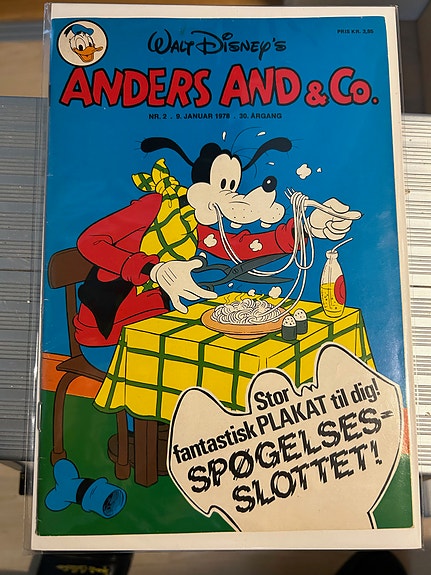 WALT DISNEY'S
PRIS KR. 3,85
ANDERS AND & Co.
NR. 2 . 9. JANUAR 1978 . 30. ÅRGANG
Stor
fantastisk PLAKAT til dig!
SPØGELSES-
SLOTTET!